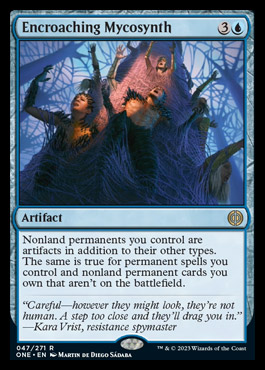 Encroaching Mycosynth 3
Artifact
Nonland permanents you control are
artifacts in addition to their other types.
The same is true for permanent spells you
control and nonland permanent cards you
own that aren't on the battlefield.
"Careful—however they might look, they're not
human. A step too close and they'll drag you in."
—Kara Vrist, resistance spymaster
047/271 R
ONE • EN Martin de Diego Sádaba
™ & © 2023 Wizards of the Coast